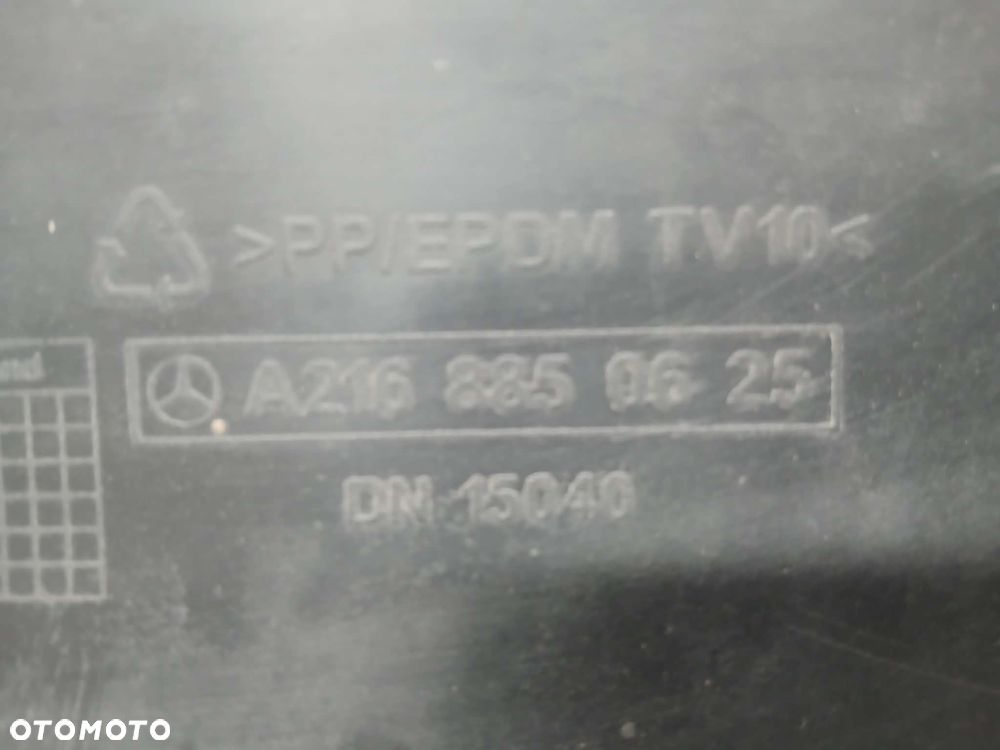 >PP/EPDM TV10<
A216 885 06 25
DN 15040
OTOMOTO